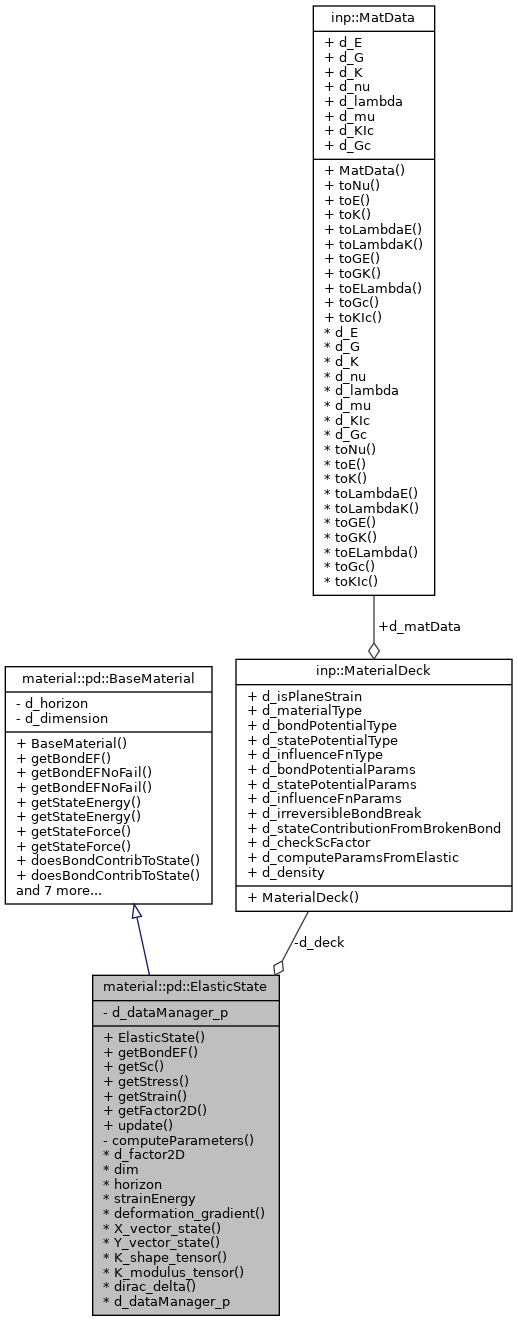 inp::MatData
+ d_E
+ d_G
+ d_K
+ d_nu
+ d_lambda
+ d_mu
+ d_KIc
+ d_Gc
+ MatData()
+ toNu()
+ toE()
+ toK()
+ toLambdaE()
+ toLambdaK()
+ toGE()
+ toGK()
+ toELambda()
+ toGc()
+ toKIc()
* d_E
* d_G
* d_K
* d_nu
* d_lambda
* d_mu
* d_KIc
* d_Gc
* toNu()
* toE()
* toK()
* toLambdaE()
* toLambdaK()
* toGE()
* toGK()
* toELambda()
* toGc()
* toKIc()
+d_matData
material::pd::BaseMaterial
- d_horizon
- d_dimension
+ BaseMaterial()
+ getBondEF()
+ getBondEFNoFail()
+ getBondEFNoFail()
+ getStateEnergy()
+ getStateEnergy()
+ getStateForce()
+ getStateForce()
+ doesBondContribToState()
+ doesBondContribToState()
and 7 more...
inp::MaterialDeck
+ d_isPlaneStrain
+ d_materialType
+ d_bondPotentialType
+ d_statePotentialType
+ d_influenceFnType
+ d_bondPotentialParams
+ d_statePotentialParams
+ d_influenceFnParams
+ d_irreversibleBondBreak
+ d_stateContributionFromBrokenBond
+ d_checkScFactor
+ d_computeParamsFromElastic
+ d_density
+ MaterialDeck()
-d_deck
material::pd::ElasticState
- d_dataManager_p
+ ElasticState()
+ getBondEF()
+ getSc()
+ getStress()
+ getStrain()
+ getFactor2D()
+ update()
- computeParameters()
* d_factor2D
* dim
* horizon
* strainEnergy
* deformation_gradient()
* X_vector_state()
* Y_vector_state()
* K_shape_tensor()
* K_modulus_tensor()
* dirac_delta()
* d_dataManager_p